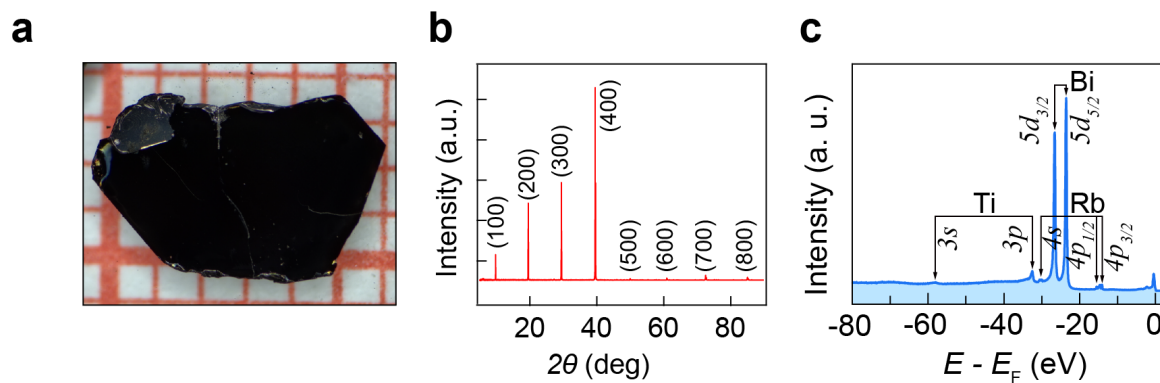 a
b
c
Intensity (a.u.)
(100)
(200)
(300)
(400)
(500)
(600)
(700)
(800)
20 40 60 80
2θ (deg)
Intensity (a. u.)
Bi
5d3/2
5d5/2
Ti
3s
3p
Rb
4s
4p1/2
4p3/2
-80 -60 -40 -20 0
E - EF (eV)